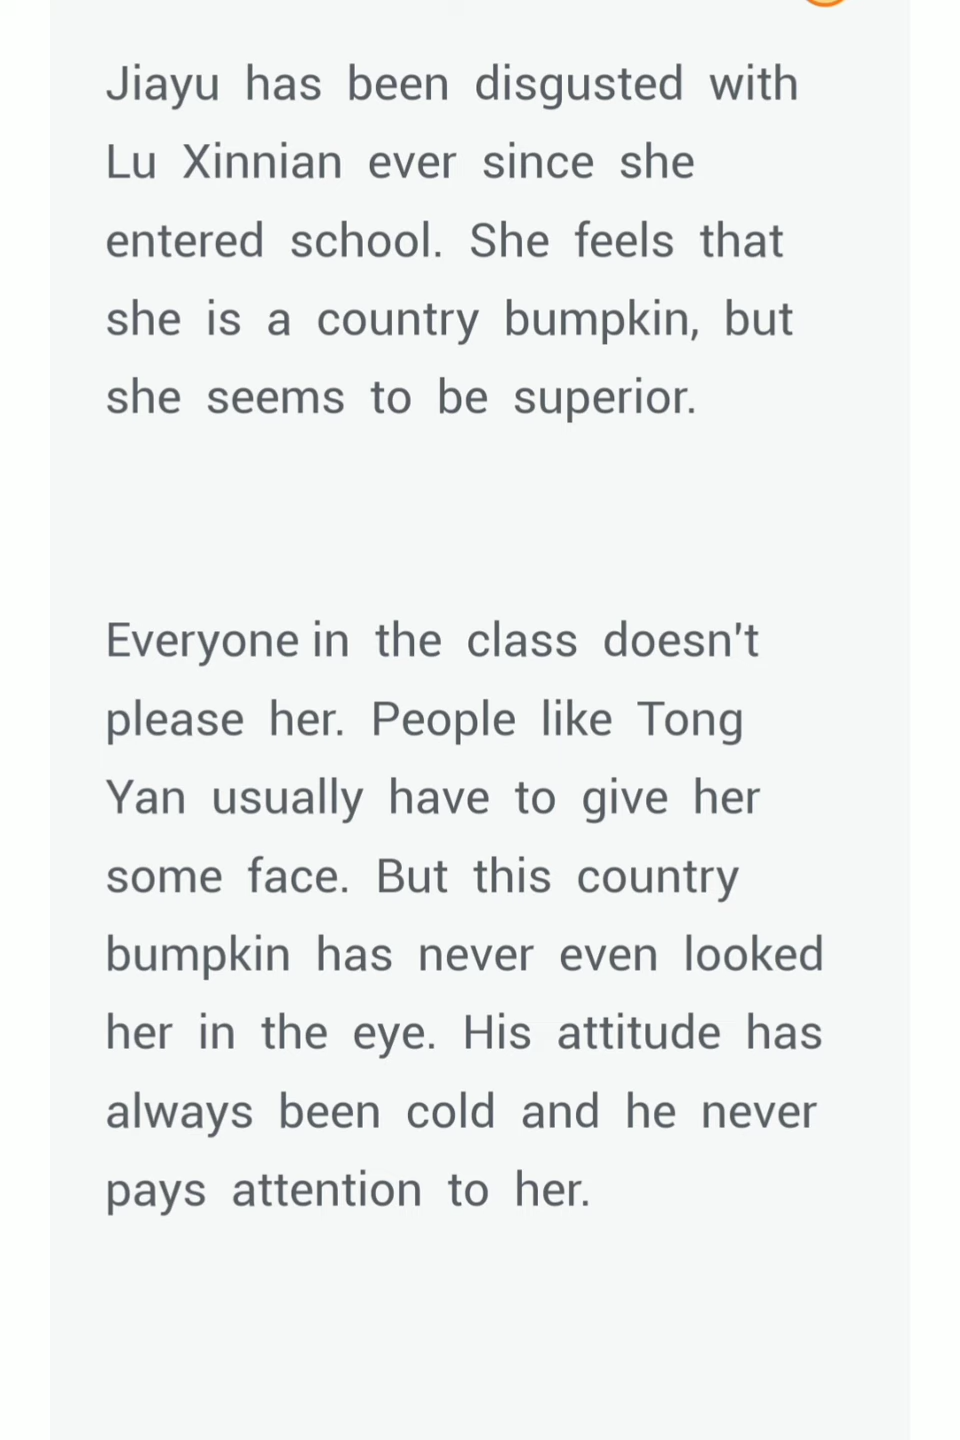 Jiayu has been disgusted with
Lu Xinnian ever since she
entered school. She feels that
she is a country bumpkin, but
she seems to be superior.
Everyone in the class doesn't
please her. People like Tong
Yan usually have to give her
some face. But this country
bumpkin has never even looked
her in the eye. His attitude has
always been cold and he never
pays attention to her.